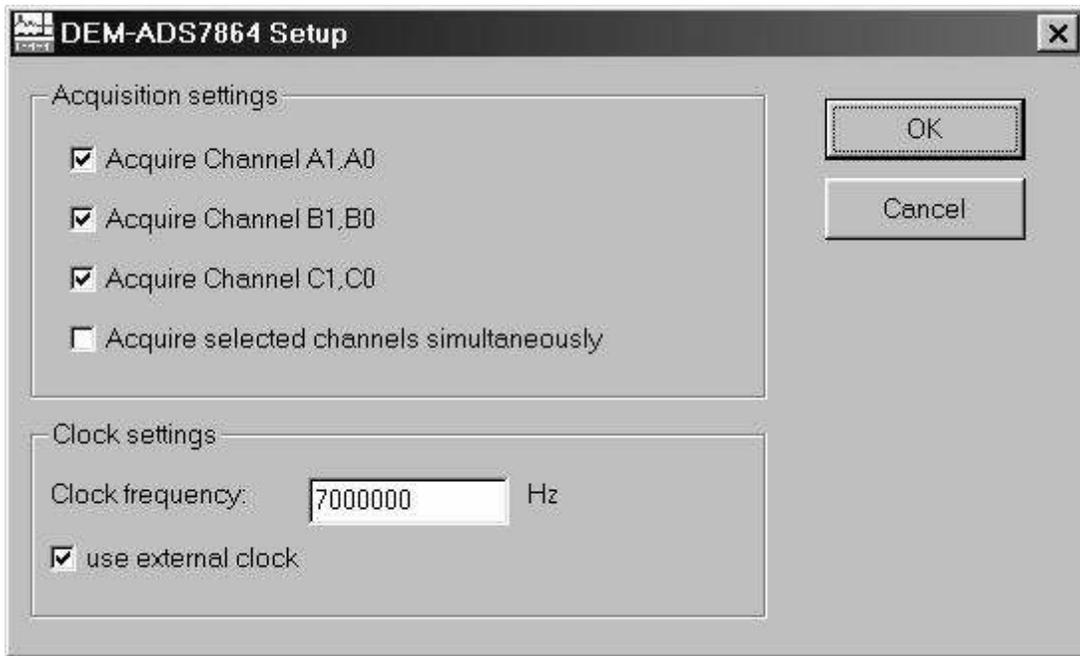 DEM-ADS7864 Setup
Acquisition settings
Acquire Channel A1,A0
Acquire Channel B1,B0
Acquire Channel C1,C0
Acquire selected channels simultaneously
OK
Cancel
Clock settings
Clock frequency: 7000000 Hz
use external clock